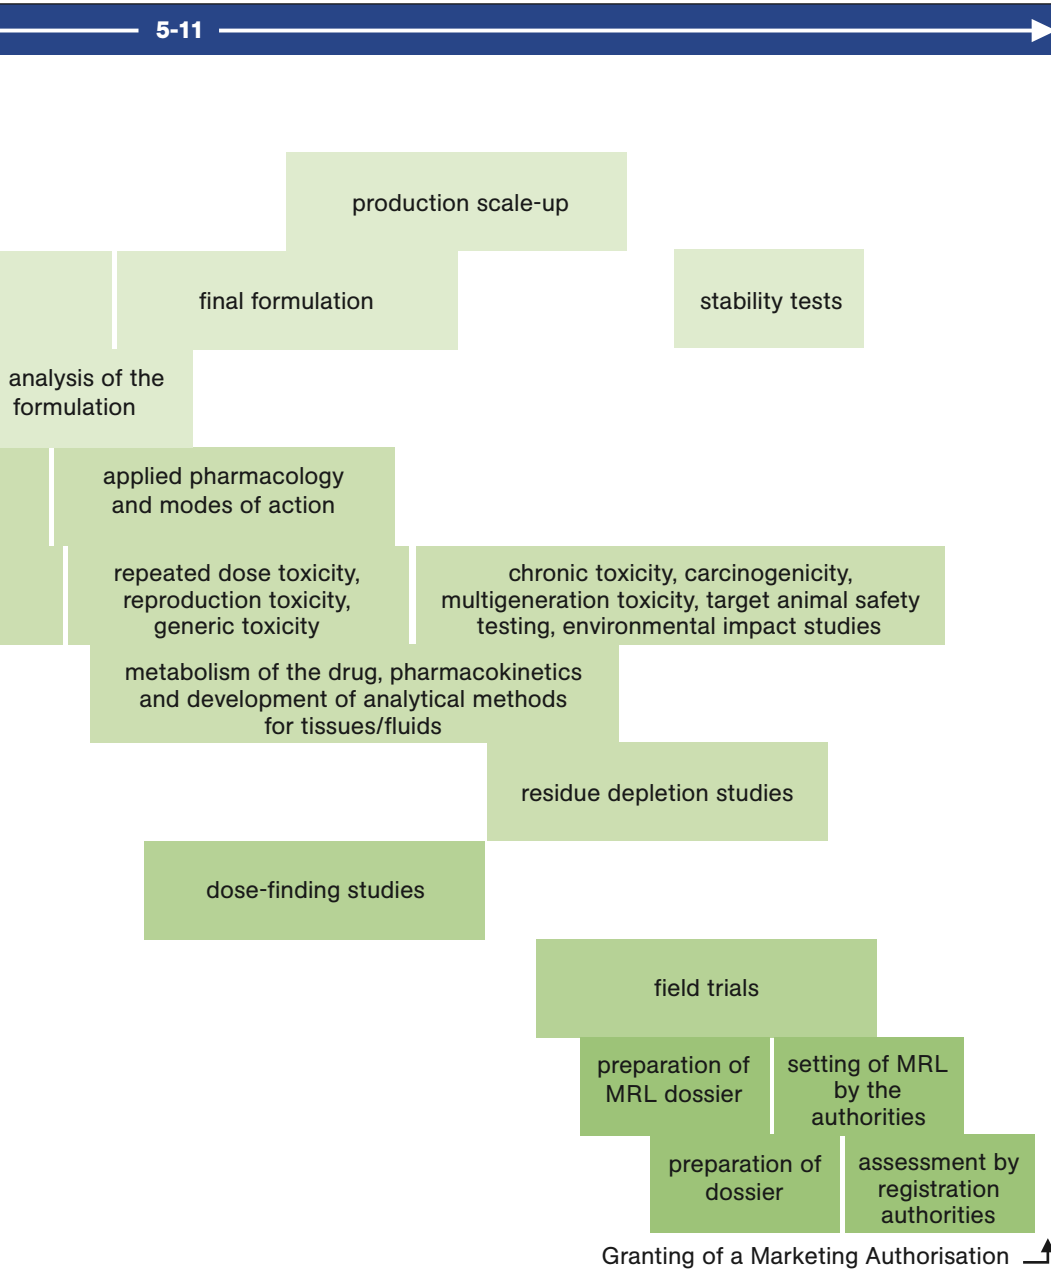 5-11
production scale-up
final formulation
stability tests
analysis of the
formulation
applied pharmacology
and modes of action
repeated dose toxicity,
reproduction toxicity,
generic toxicity
chronic toxicity, carcinogenicity,
multigeneration toxicity, target animal safety
testing, environmental impact studies
metabolism of the drug, pharmacokinetics
and development of analytical methods
for tissues/fluids
residue depletion studies
dose-finding studies
field trials
preparation of
MRL dossier
setting of MRL
by the
authorities
preparation of
dossier
assessment by
registration
authorities
Granting of a Marketing Authorisation